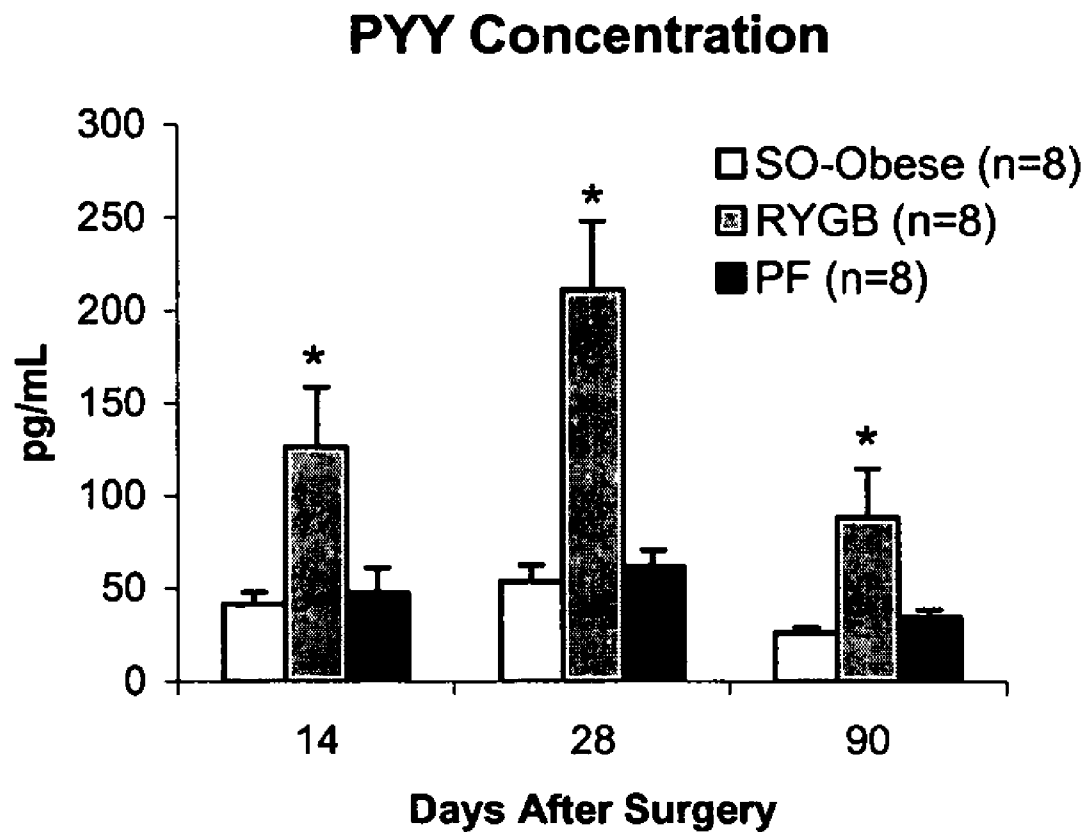 PYY Concentration
300
250
200
150
100
50
0
pg/mL
*
*
*
SO-Obese (n=8)
RYGB (n=8)
PF (n=8)
14 28 90
Days After Surgery